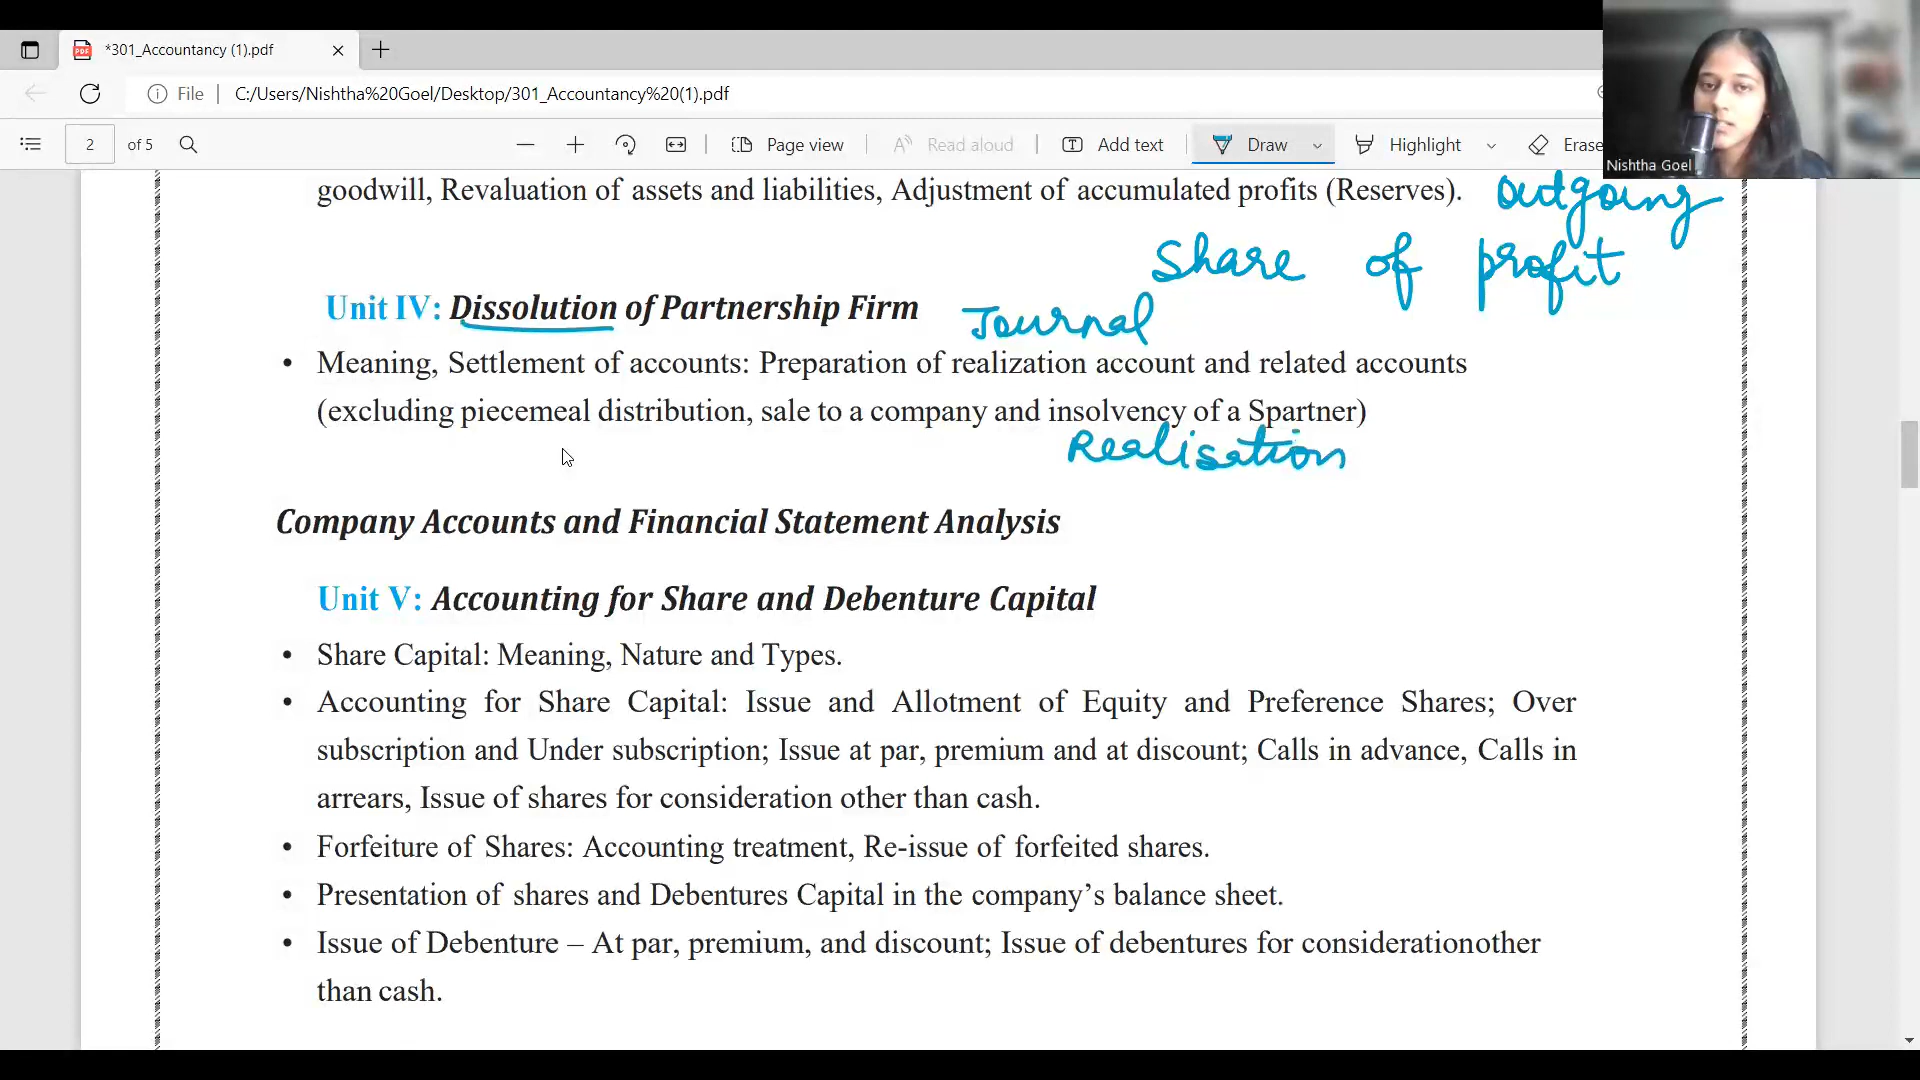 *301_Accountancy (1).pdf
File | C:/Users/Nishtha%20Goel/Desktop/301_Accountancy%20(1).pdf
2 of 5 Page view Read aloud Add text Draw Highlight Erase
Nishtha Goel
goodwill, Revaluation of assets and liabilities, Adjustment of accumulated profits (Reserves). outgoing
Share of profit
Unit IV: Dissolution of Partnership Firm Journal
• Meaning, Settlement of accounts: Preparation of realization account and related accounts
(excluding piecemeal distribution, sale to a company and insolvency of a Spartner)
Realisation
Company Accounts and Financial Statement Analysis
Unit V: Accounting for Share and Debenture Capital
• Share Capital: Meaning, Nature and Types.
• Accounting for Share Capital: Issue and Allotment of Equity and Preference Shares; Over
subscription and Under subscription; Issue at par, premium and at discount; Calls in advance, Calls in
arrears, Issue of shares for consideration other than cash.
• Forfeiture of Shares: Accounting treatment, Re-issue of forfeited shares.
• Presentation of shares and Debentures Capital in the company’s balance sheet.
• Issue of Debenture – At par, premium, and discount; Issue of debentures for considerationother
than cash.